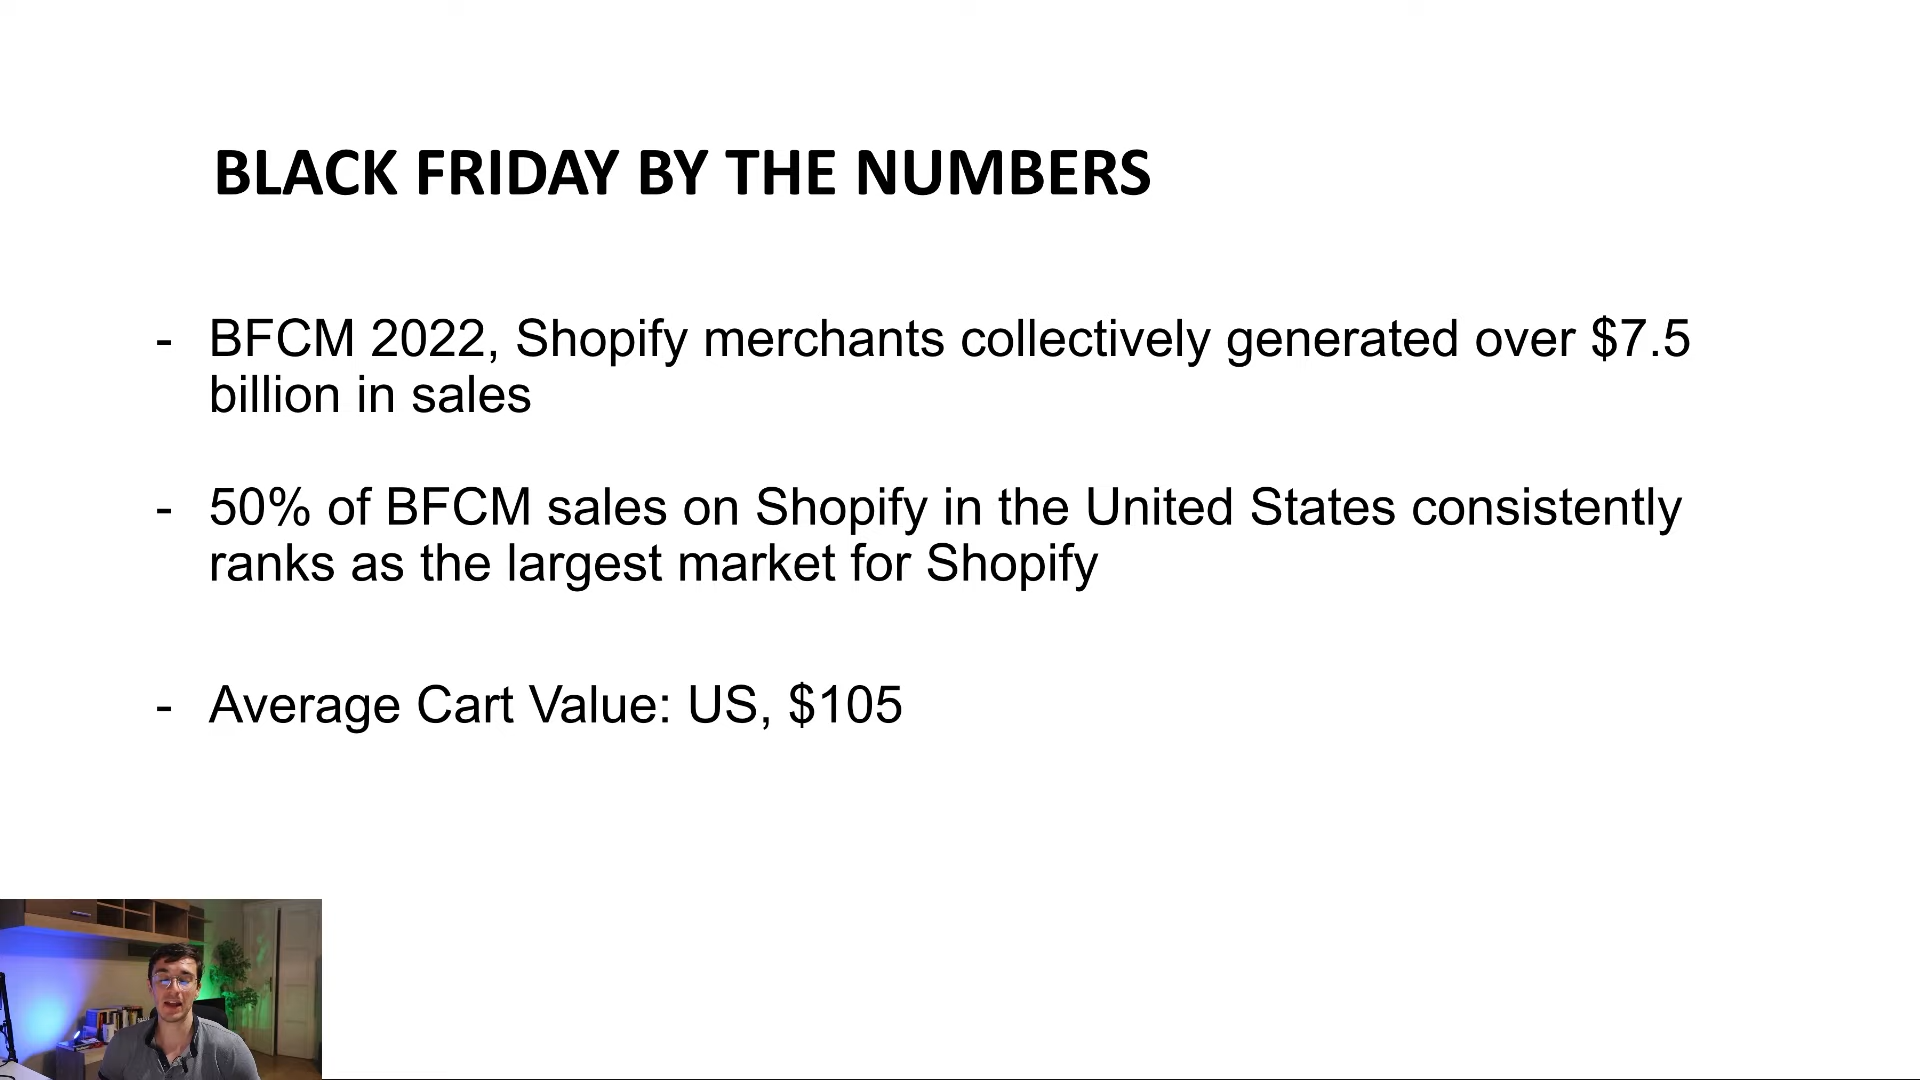 BLACK FRIDAY BY THE NUMBERS
- BFCM 2022, Shopify merchants collectively generated over $7.5
billion in sales
- 50% of BFCM sales on Shopify in the United States consistently
ranks as the largest market for Shopify
- Average Cart Value: US, $105